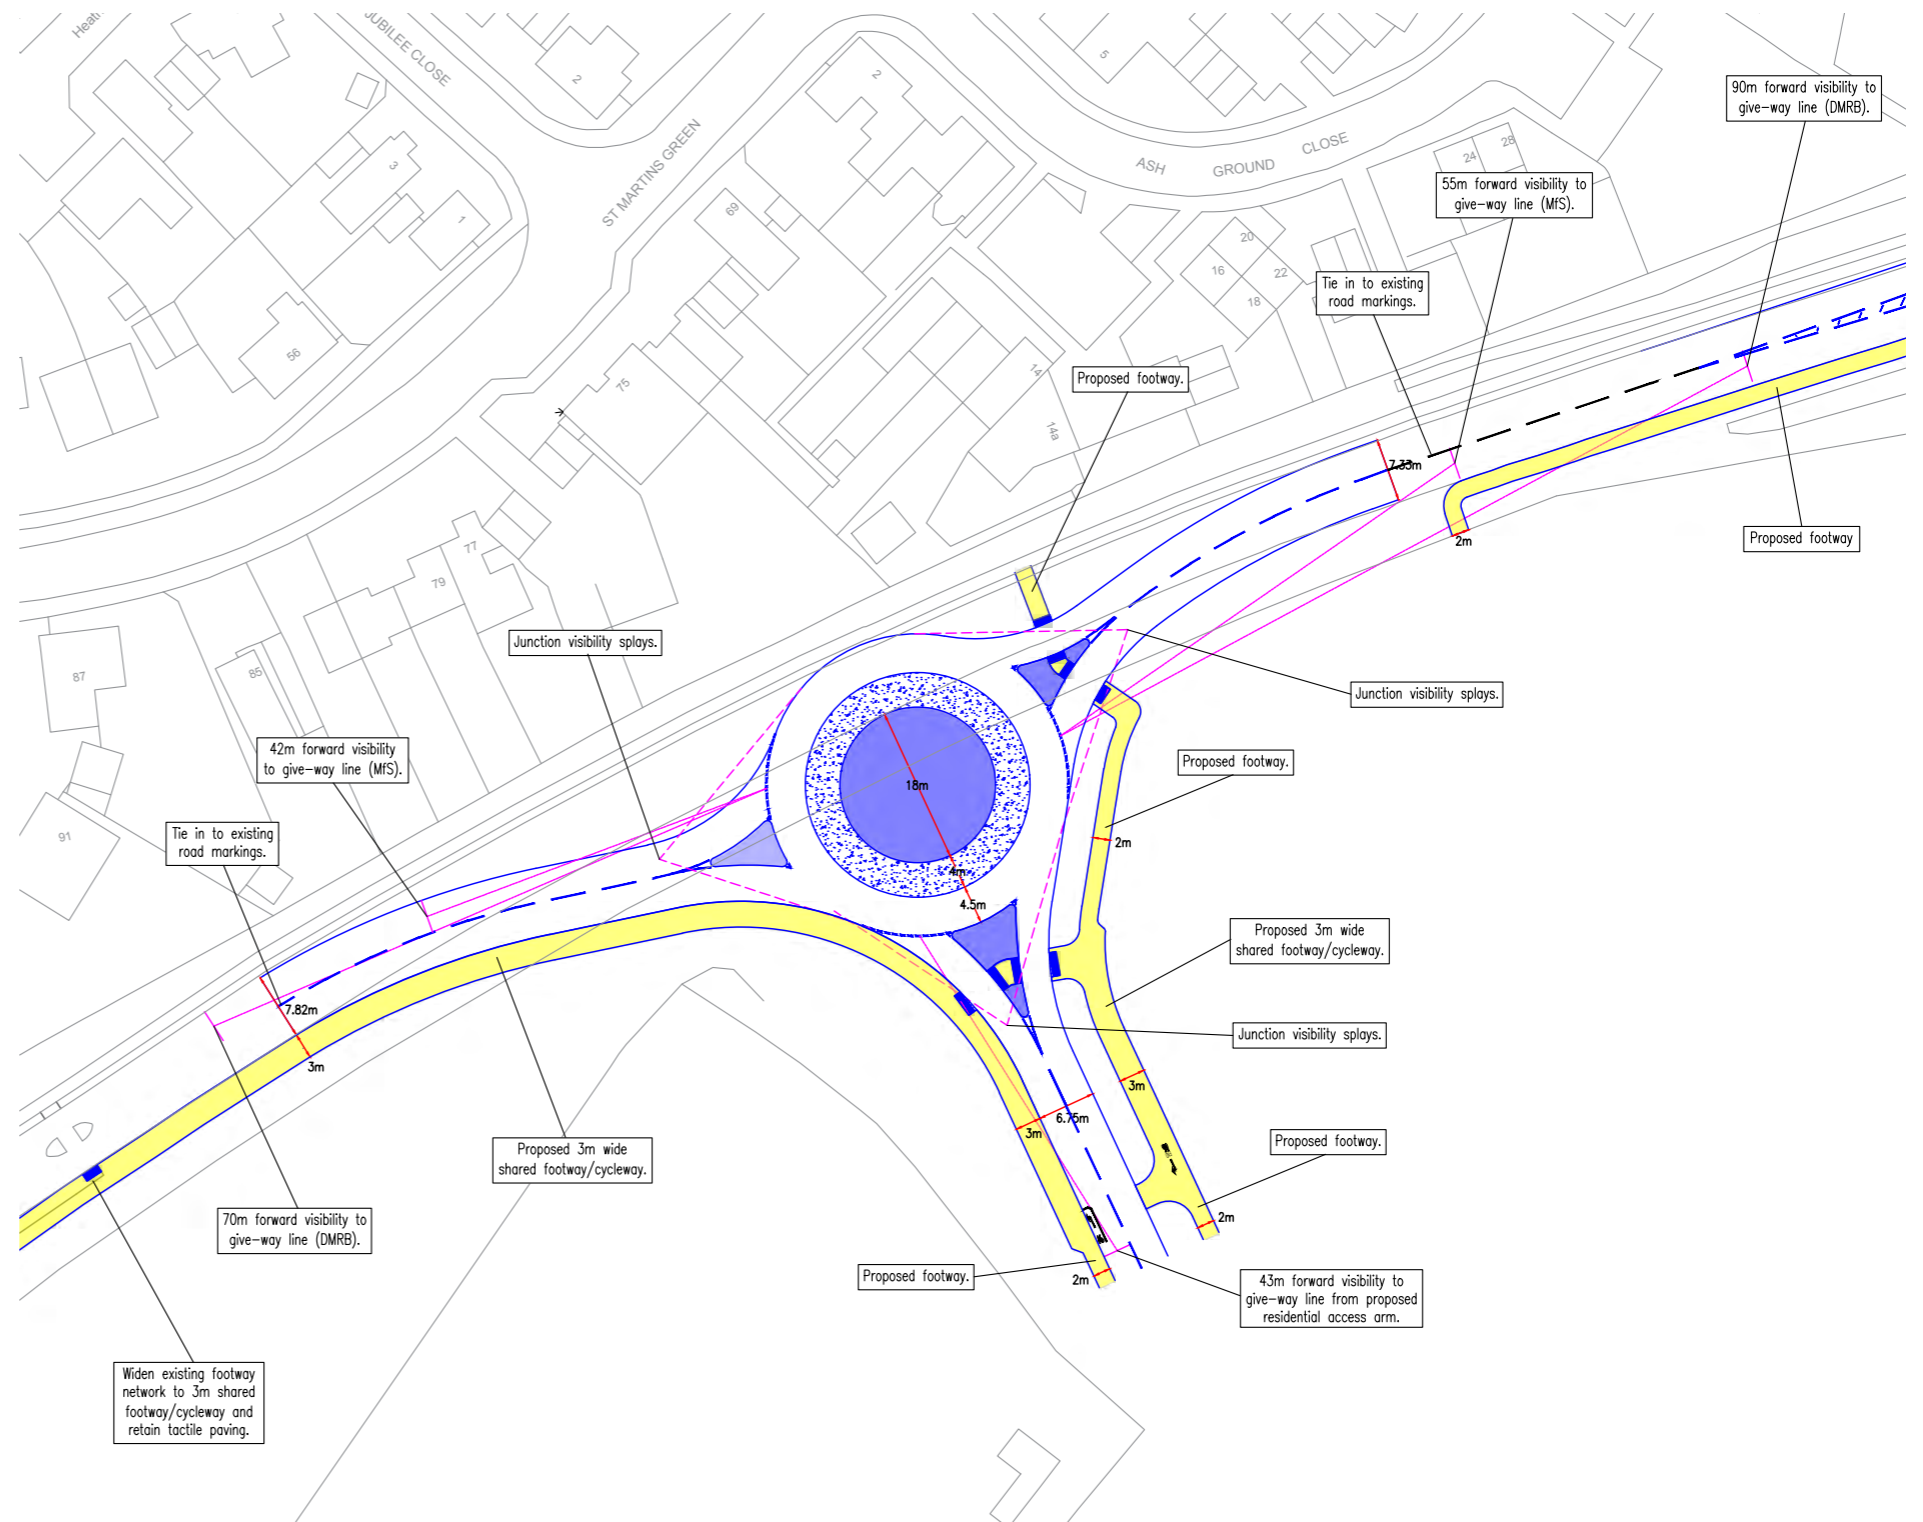 Heath
JUBILEE CLOSE
2
2
5
3
1
ST MARTINS GREEN
69
ASH GROUND CLOSE
24
28
90m forward visibility to
give-way line (DMRB).
55m forward visibility to
give-way line (MfS).
20
16
22
18
Tie in to existing
road markings.
56
75
14
14a
Proposed footway.
7.33m
2m
Proposed footway
77
79
87
85
91
Junction visibility splays.
Junction visibility splays.
42m forward visibility
to give-way line (MfS).
Proposed footway.
18m
Tie in to existing
road markings.
2m
4m
4.5m
Proposed 3m wide
shared footway/cycleway.
7.82m
3m
Junction visibility splays.
3m
6.75m
3m
Proposed 3m wide
shared footway/cycleway.
Proposed footway.
70m forward visibility to
give-way line (DMRB).
2m
Proposed footway.
2m
43m forward visibility to
give-way line from proposed
residential access arm.
Widen existing footway
network to 3m shared
footway/cycleway and
retain tactile paving.